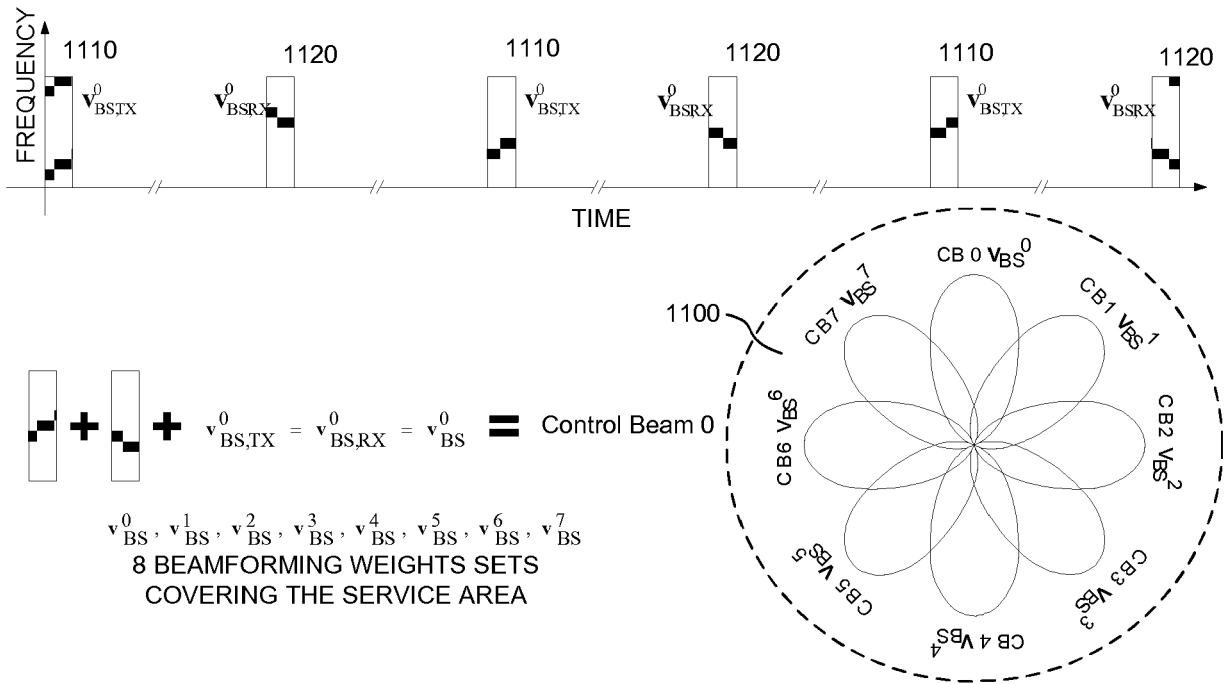 FREQUENCY
1110
1120
1110
1120
1110
1120
v⁰BS,TX
v⁰BS,RX
v⁰BS,TX
v⁰BS,RX
v⁰BS,TX
v⁰BS,RX
TIME
1100
CB 0 VBS⁰
CB1 VBS¹
CB2 VBS²
CB3 VBS³
CB 4 VBS⁴
CB5 VBS⁵
CB6 VBS⁶
CB7 VBS⁷
+ + v⁰BS,TX = v⁰BS,RX = v⁰BS = Control Beam 0
v⁰BS , v¹BS , v²BS , v³BS , v⁴BS , v⁵BS , v⁶BS , v⁷BS
8 BEAMFORMING WEIGHTS SETS
COVERING THE SERVICE AREA